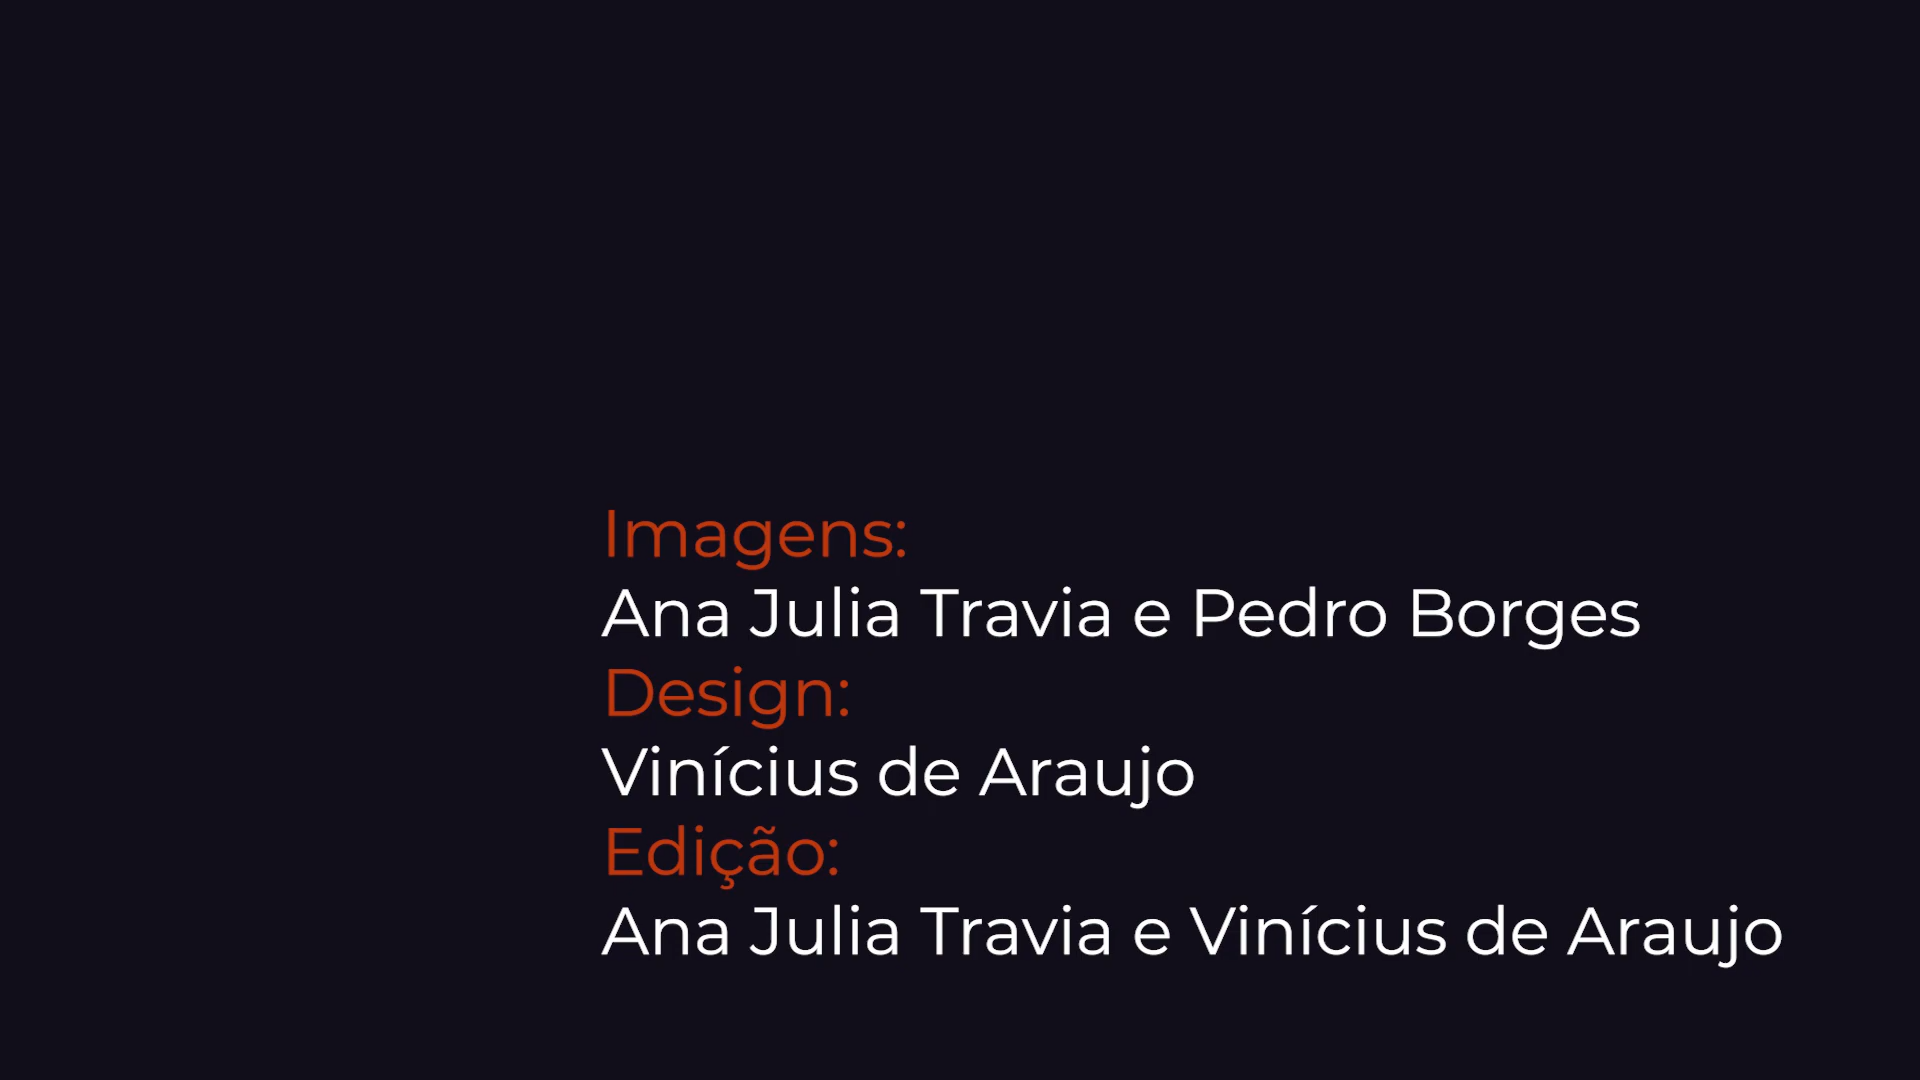 Imagens:
Ana Julia Travia e Pedro Borges
Design:
Vinícius de Araujo
Edição:
Ana Julia Travia e Vinícius de Araujo